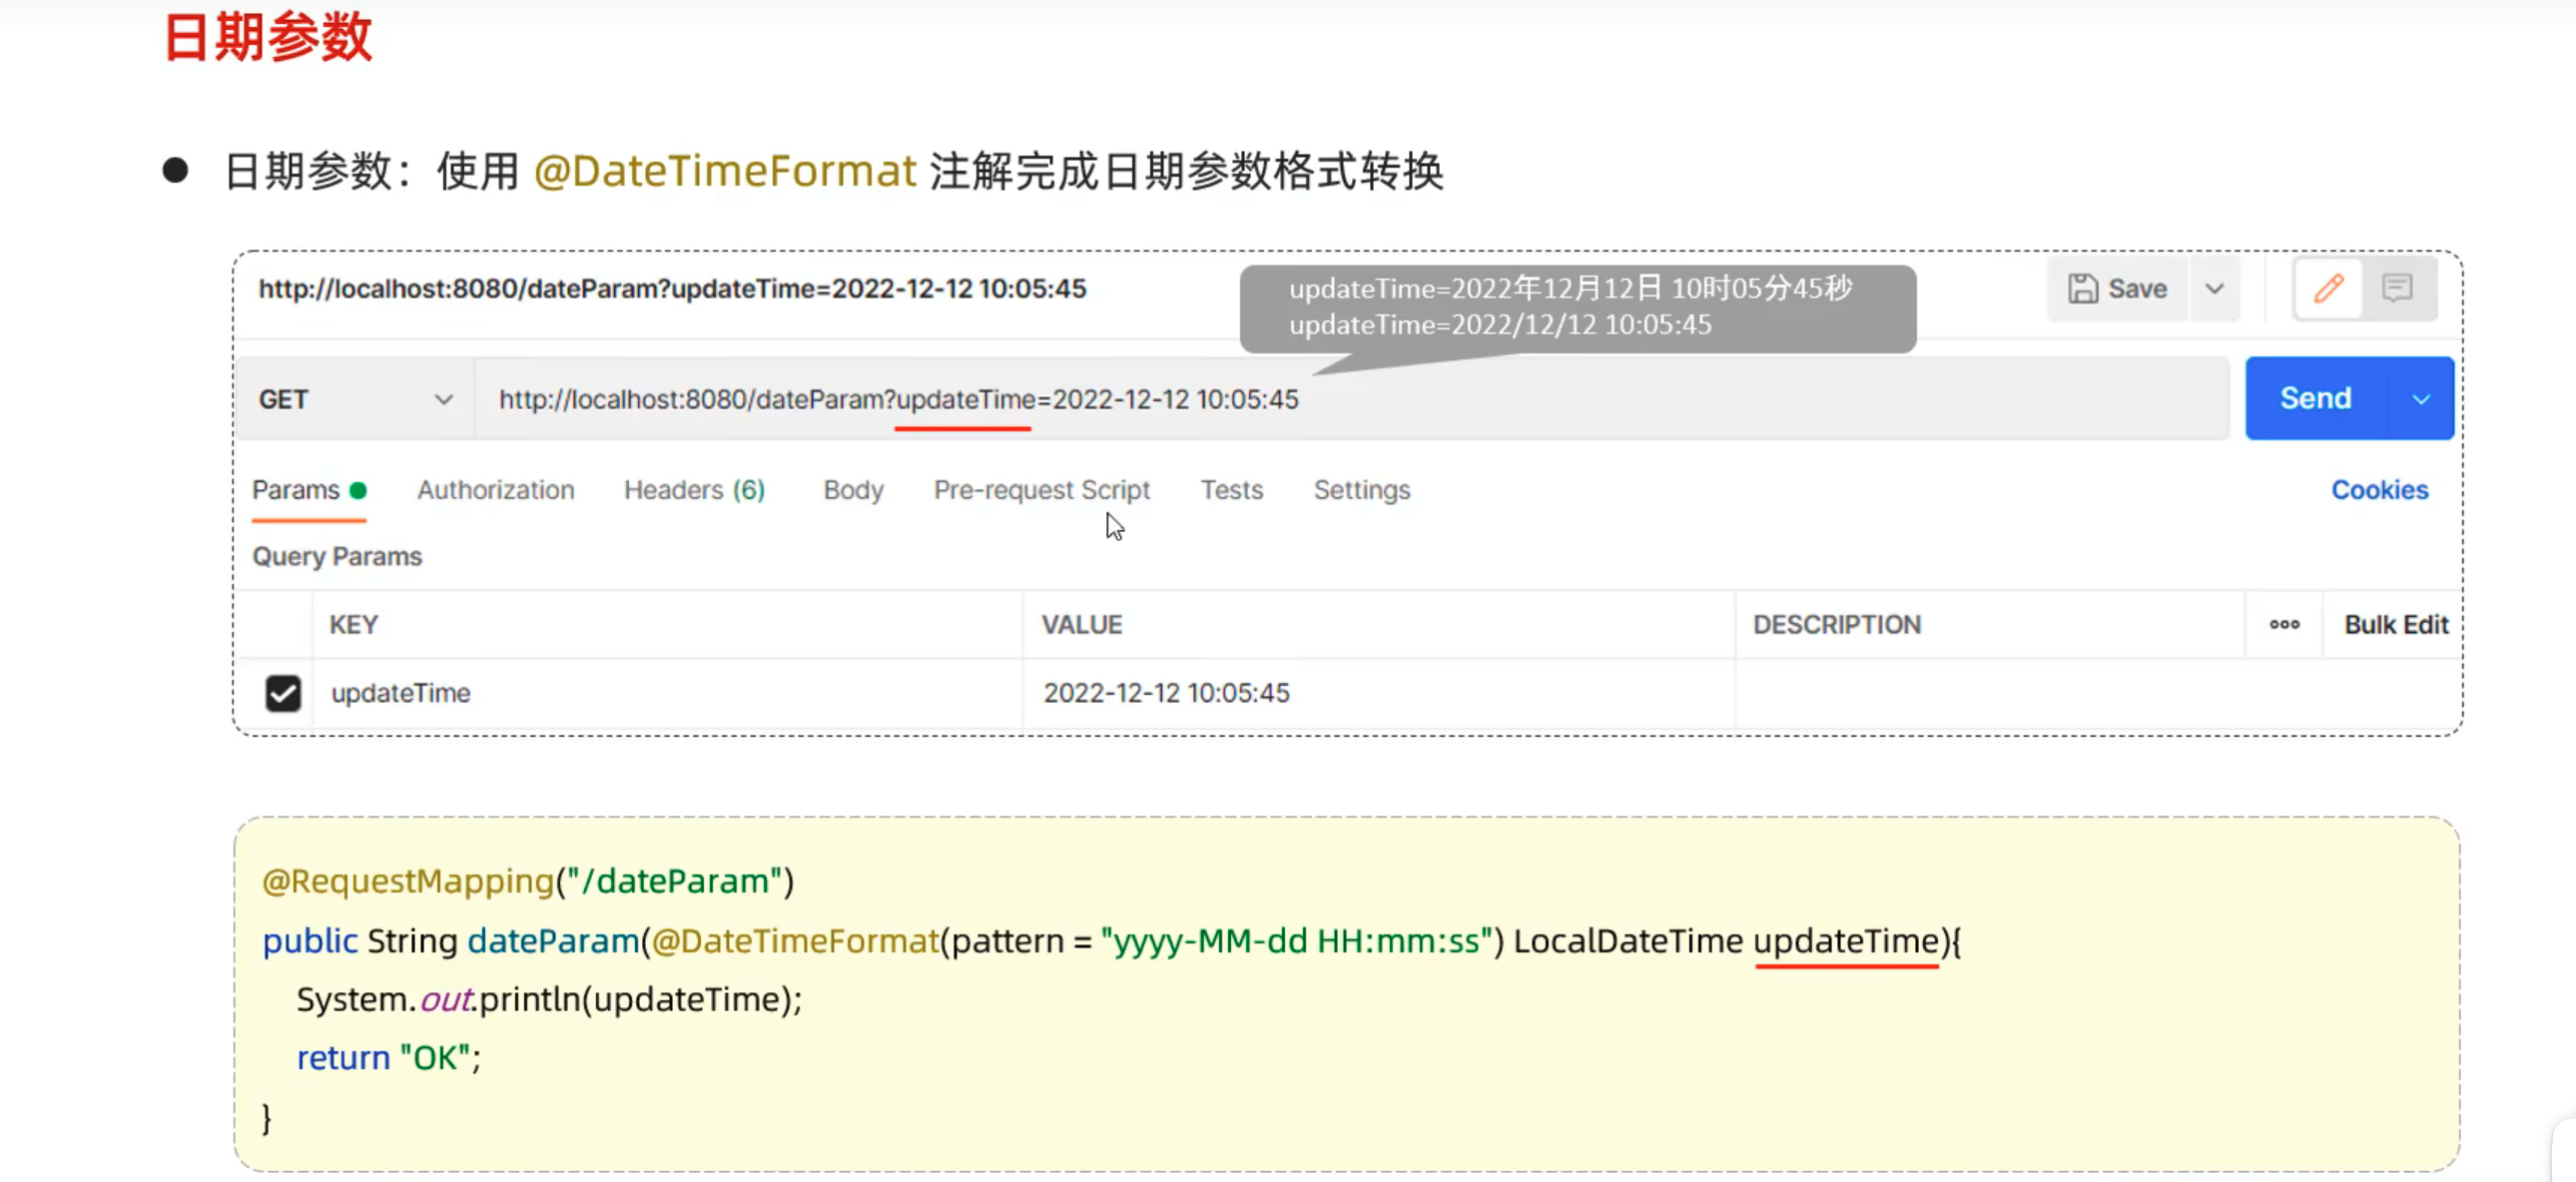 日期参数
● 日期参数：使用 @DateTimeFormat 注解完成日期参数格式转换
http://localhost:8080/dateParam?updateTime=2022-12-12 10:05:45
updateTime=2022年12月12日 10时05分45秒
updateTime=2022/12/12 10:05:45
Save
GET
http://localhost:8080/dateParam?updateTime=2022-12-12 10:05:45
Send
Params Authorization Headers (6) Body Pre-request Script Tests Settings Cookies
Query Params
KEY VALUE DESCRIPTION ooo Bulk Edit
updateTime 2022-12-12 10:05:45
@RequestMapping("/dateParam")
public String dateParam(@DateTimeFormat(pattern = "yyyy-MM-dd HH:mm:ss") LocalDateTime updateTime){
System.out.println(updateTime);
return "OK";
}